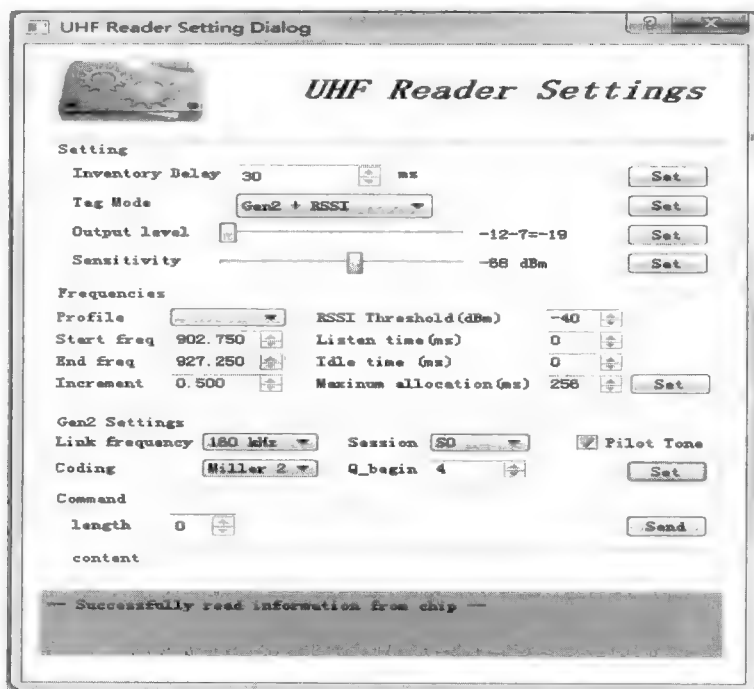 UHF Reader Setting Dialog
UHF Reader Settings
Setting
Inventory Delay 30 ms Set
Tag Mode Gen2 + RSSI Set
Output level -12-7=-19 Set
Sensitivity -68 dBm Set
Frequencies
Profile RSSI Threshold(dBm) -40
Start freq 902.750 Listen time(ms) 0
End freq 927.250 Idle time (ms) 0
Increment 0.500 Maximum allocation(ms) 256 Set
Gen2 Settings
Link frequency 160 kHz Session S0 Pilot Tone
Coding Miller 2 Q_begin 4 Set
Command
length 0 Send
content
-- Successfully read information from chip --